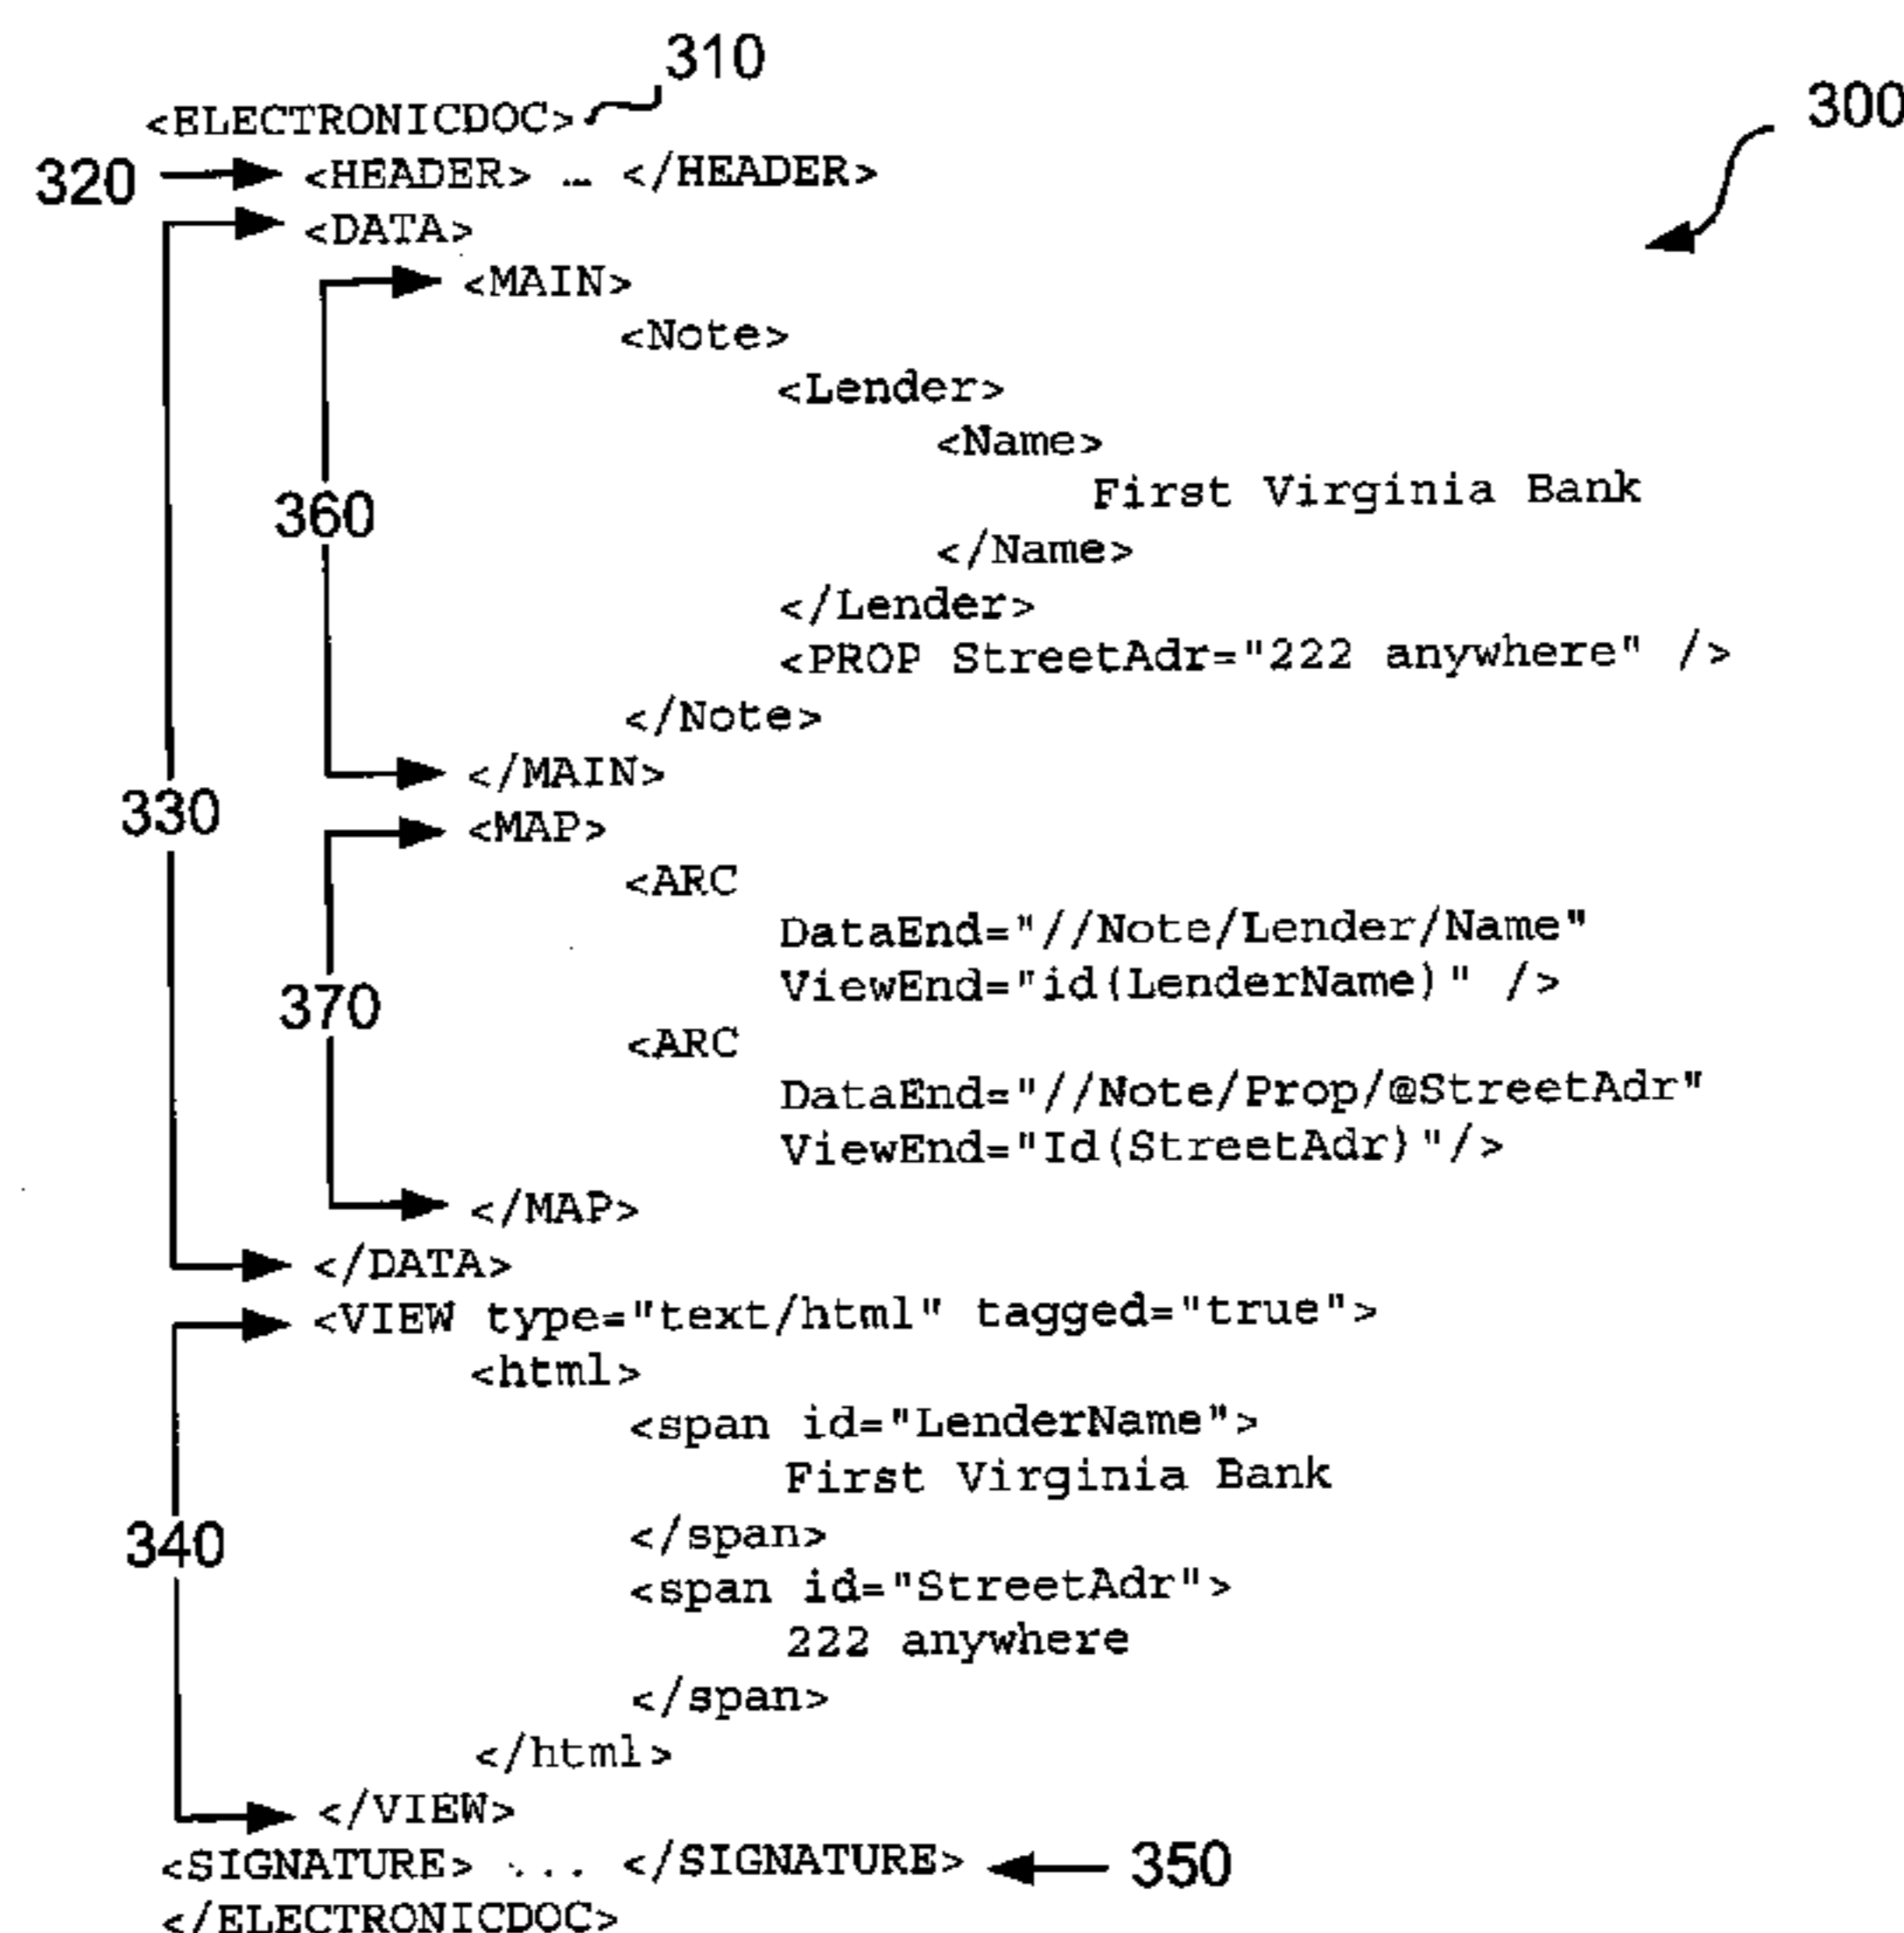 310
<ELECTRONICDOC>
300
320 <HEADER> … </HEADER>
<DATA>
<MAIN>
<Note>
<Lender>
<Name>
360 First Virginia Bank
</Name>
</Lender>
<PROP StreetAdr="222 anywhere" />
</Note>
</MAIN>
330 <MAP>
<ARC
DataEnd="//Note/Lender/Name"
370 ViewEnd="id(LenderName)" />
<ARC
DataEnd="//Note/Prop/@StreetAdr"
ViewEnd="Id(StreetAdr)"/>
</MAP>
</DATA>
<VIEW type="text/html" tagged="true">
<html>
<span id="LenderName">
First Virginia Bank
340 </span>
<span id="StreetAdr">
222 anywhere
</span>
</html>
</VIEW>
<SIGNATURE> ... </SIGNATURE> 350
</ELECTRONICDOC>